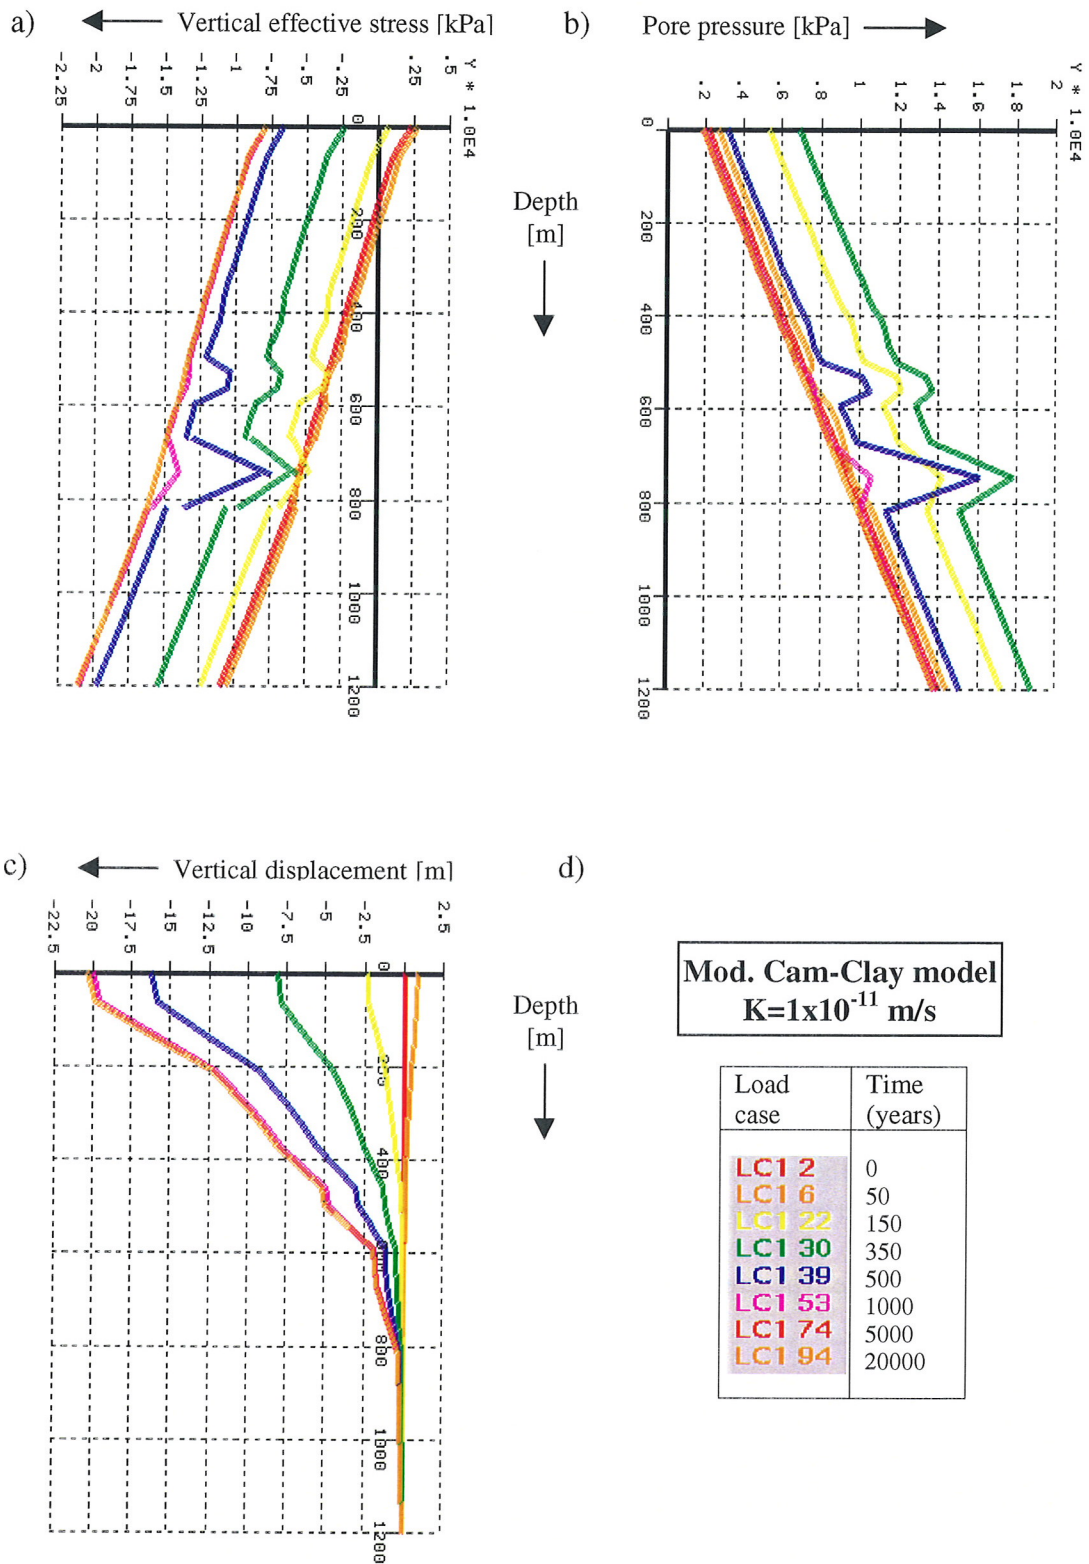 a)
Vertical effective stress [kPa]
-2.25
-2
-1.75
-1.5
-1.25
-1
-.75
-.5
-.25
0
.25
.5
Y * 1.0E4
200
400
600
800
1000
1200
Depth
[m]
b)
Pore pressure [kPa]
0
.2
.4
.6
.8
1
1.2
1.4
1.6
1.8
2
Y * 1.0E4
0
200
400
600
800
1000
1200
c)
Vertical displacement [m]
-22.5
-20
-17.5
-15
-12.5
-10
-7.5
-5
-2.5
0
2.5
400
800
1000
1200
Depth
[m]
d)
Mod. Cam-Clay model
K=1x10⁻¹¹ m/s
Load case Time (years)
LC1 2 0
LC1 6 50
LC1 22 150
LC1 30 350
LC1 39 500
LC1 53 1000
LC1 74 5000
LC1 94 20000